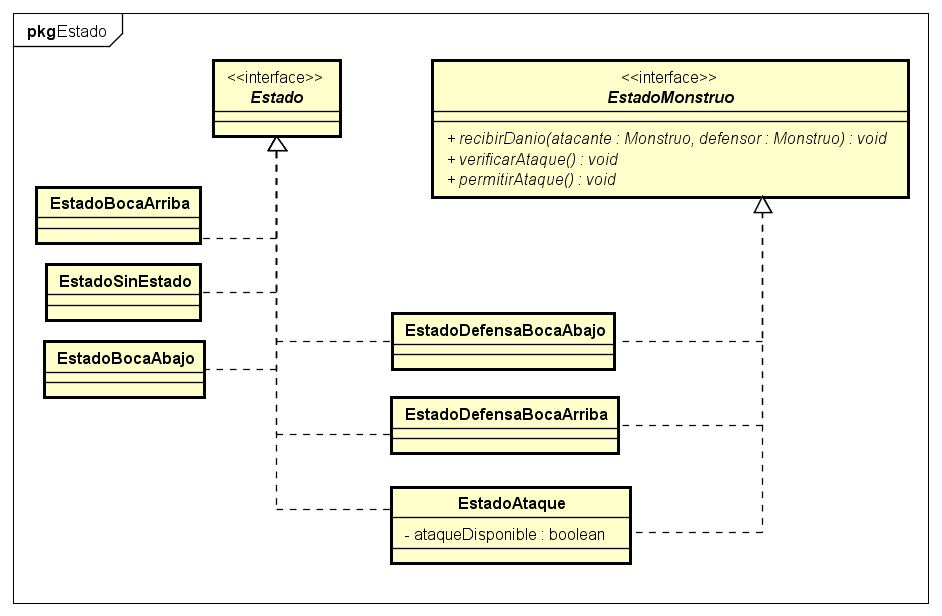 pkgEstado
<<interface>>
Estado
<<interface>>
EstadoMonstruo
+ recibirDanio(atacante : Monstruo, defensor : Monstruo) : void
+ verificarAtaque() : void
+ permitirAtaque() : void
EstadoBocaArriba
EstadoSinEstado
EstadoBocaAbajo
EstadoDefensaBocaAbajo
EstadoDefensaBocaArriba
EstadoAtaque
- ataqueDisponible : boolean